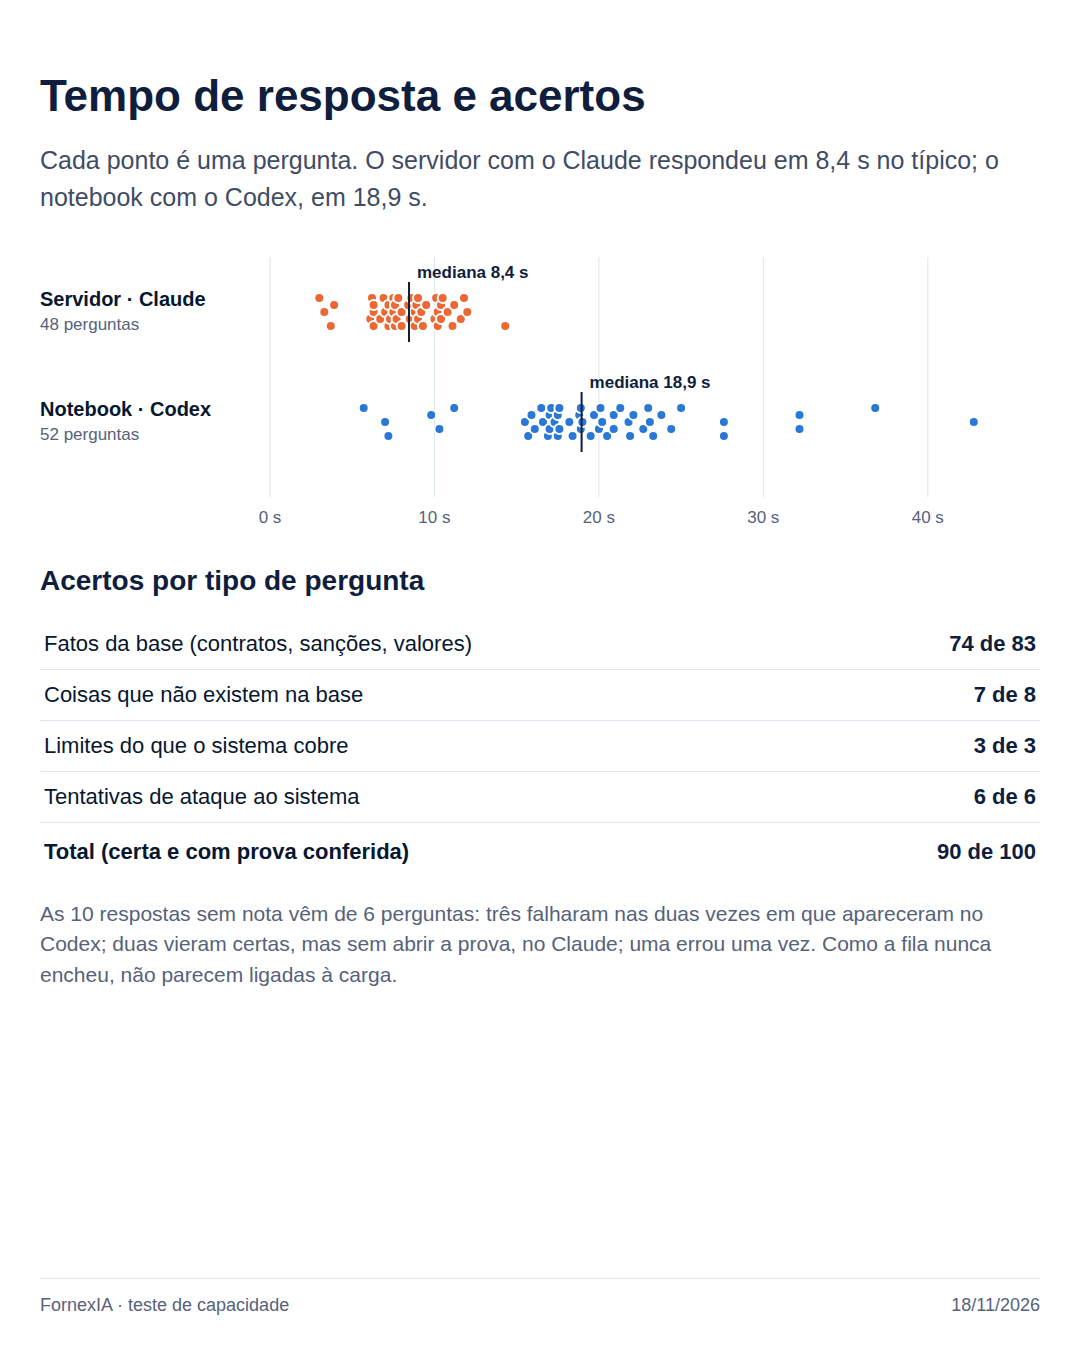 Tempo de resposta e acertos
Cada ponto é uma pergunta. O servidor com o Claude respondeu em 8,4 s no típico; o
notebook com o Codex, em 18,9 s.
mediana 8,4 s
Servidor · Claude
48 perguntas
mediana 18,9 s
Notebook · Codex
52 perguntas
0 s 10 s 20 s 30 s 40 s
Acertos por tipo de pergunta
Fatos da base (contratos, sanções, valores) 74 de 83
Coisas que não existem na base 7 de 8
Limites do que o sistema cobre 3 de 3
Tentativas de ataque ao sistema 6 de 6
Total (certa e com prova conferida) 90 de 100
As 10 respostas sem nota vêm de 6 perguntas: três falharam nas duas vezes em que apareceram no
Codex; duas vieram certas, mas sem abrir a prova, no Claude; uma errou uma vez. Como a fila nunca
encheu, não parecem ligadas à carga.
FornexIA · teste de capacidade 18/11/2026